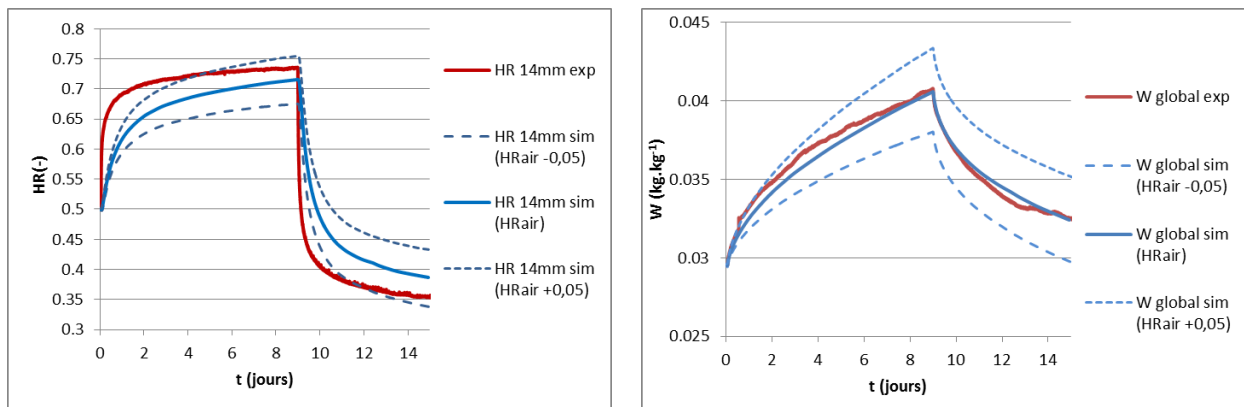 0.8
0.75
0.7
0.65
0.6
0.55
0.5
0.45
0.4
0.35
0.3
HR(-)
0 2 4 6 8 10 12 14
t (jours)
HR 14mm exp
HR 14mm sim
(HRair -0,05)
HR 14mm sim
(HRair)
HR 14mm sim
(HRair +0,05)
0.045
0.04
0.035
0.03
0.025
W (kg.kg⁻¹)
0 2 4 6 8 10 12 14
t (jours)
W global exp
W global sim
(HRair -0,05)
W global sim
(HRair)
W global sim
(HRair +0,05)